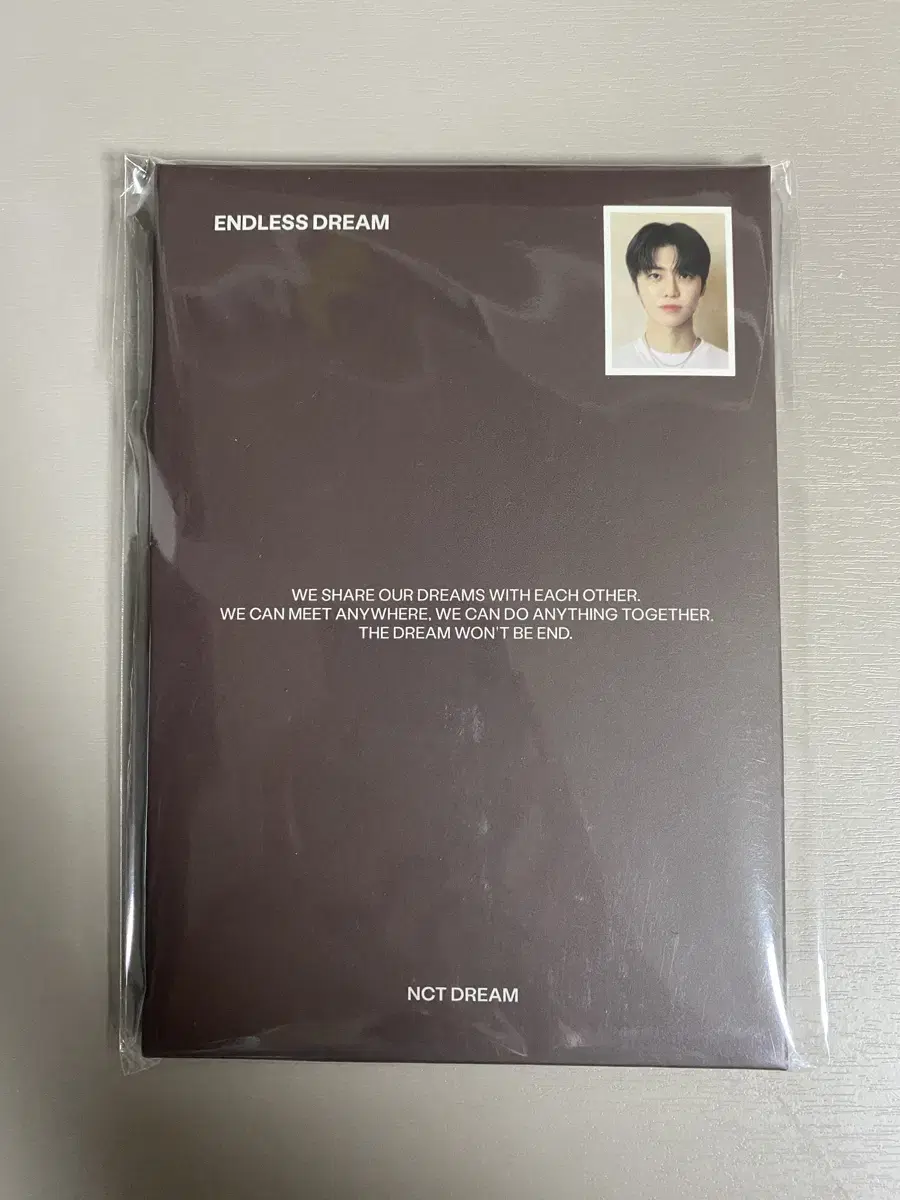 ENDLESS DREAM
WE SHARE OUR DREAMS WITH EACH OTHER.
WE CAN MEET ANYWHERE, WE CAN DO ANYTHING TOGETHER.
THE DREAM WON'T BE END.
NCT DREAM